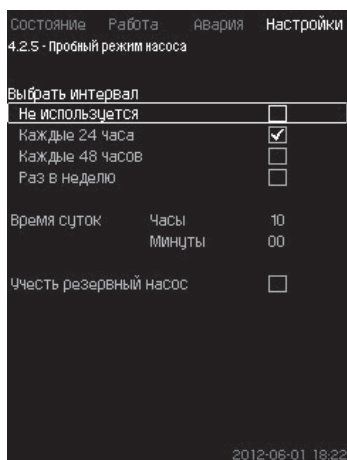 Состояние Работа Авария Настройки
4.2.5 - Пробный режим насоса
Выбрать интервал
Не используется
Каждые 24 часа
Каждые 48 часов
Раз в неделю
Время суток Часы 10
Минуты 00
Учесть резервный насос
2012-06-01 18:22